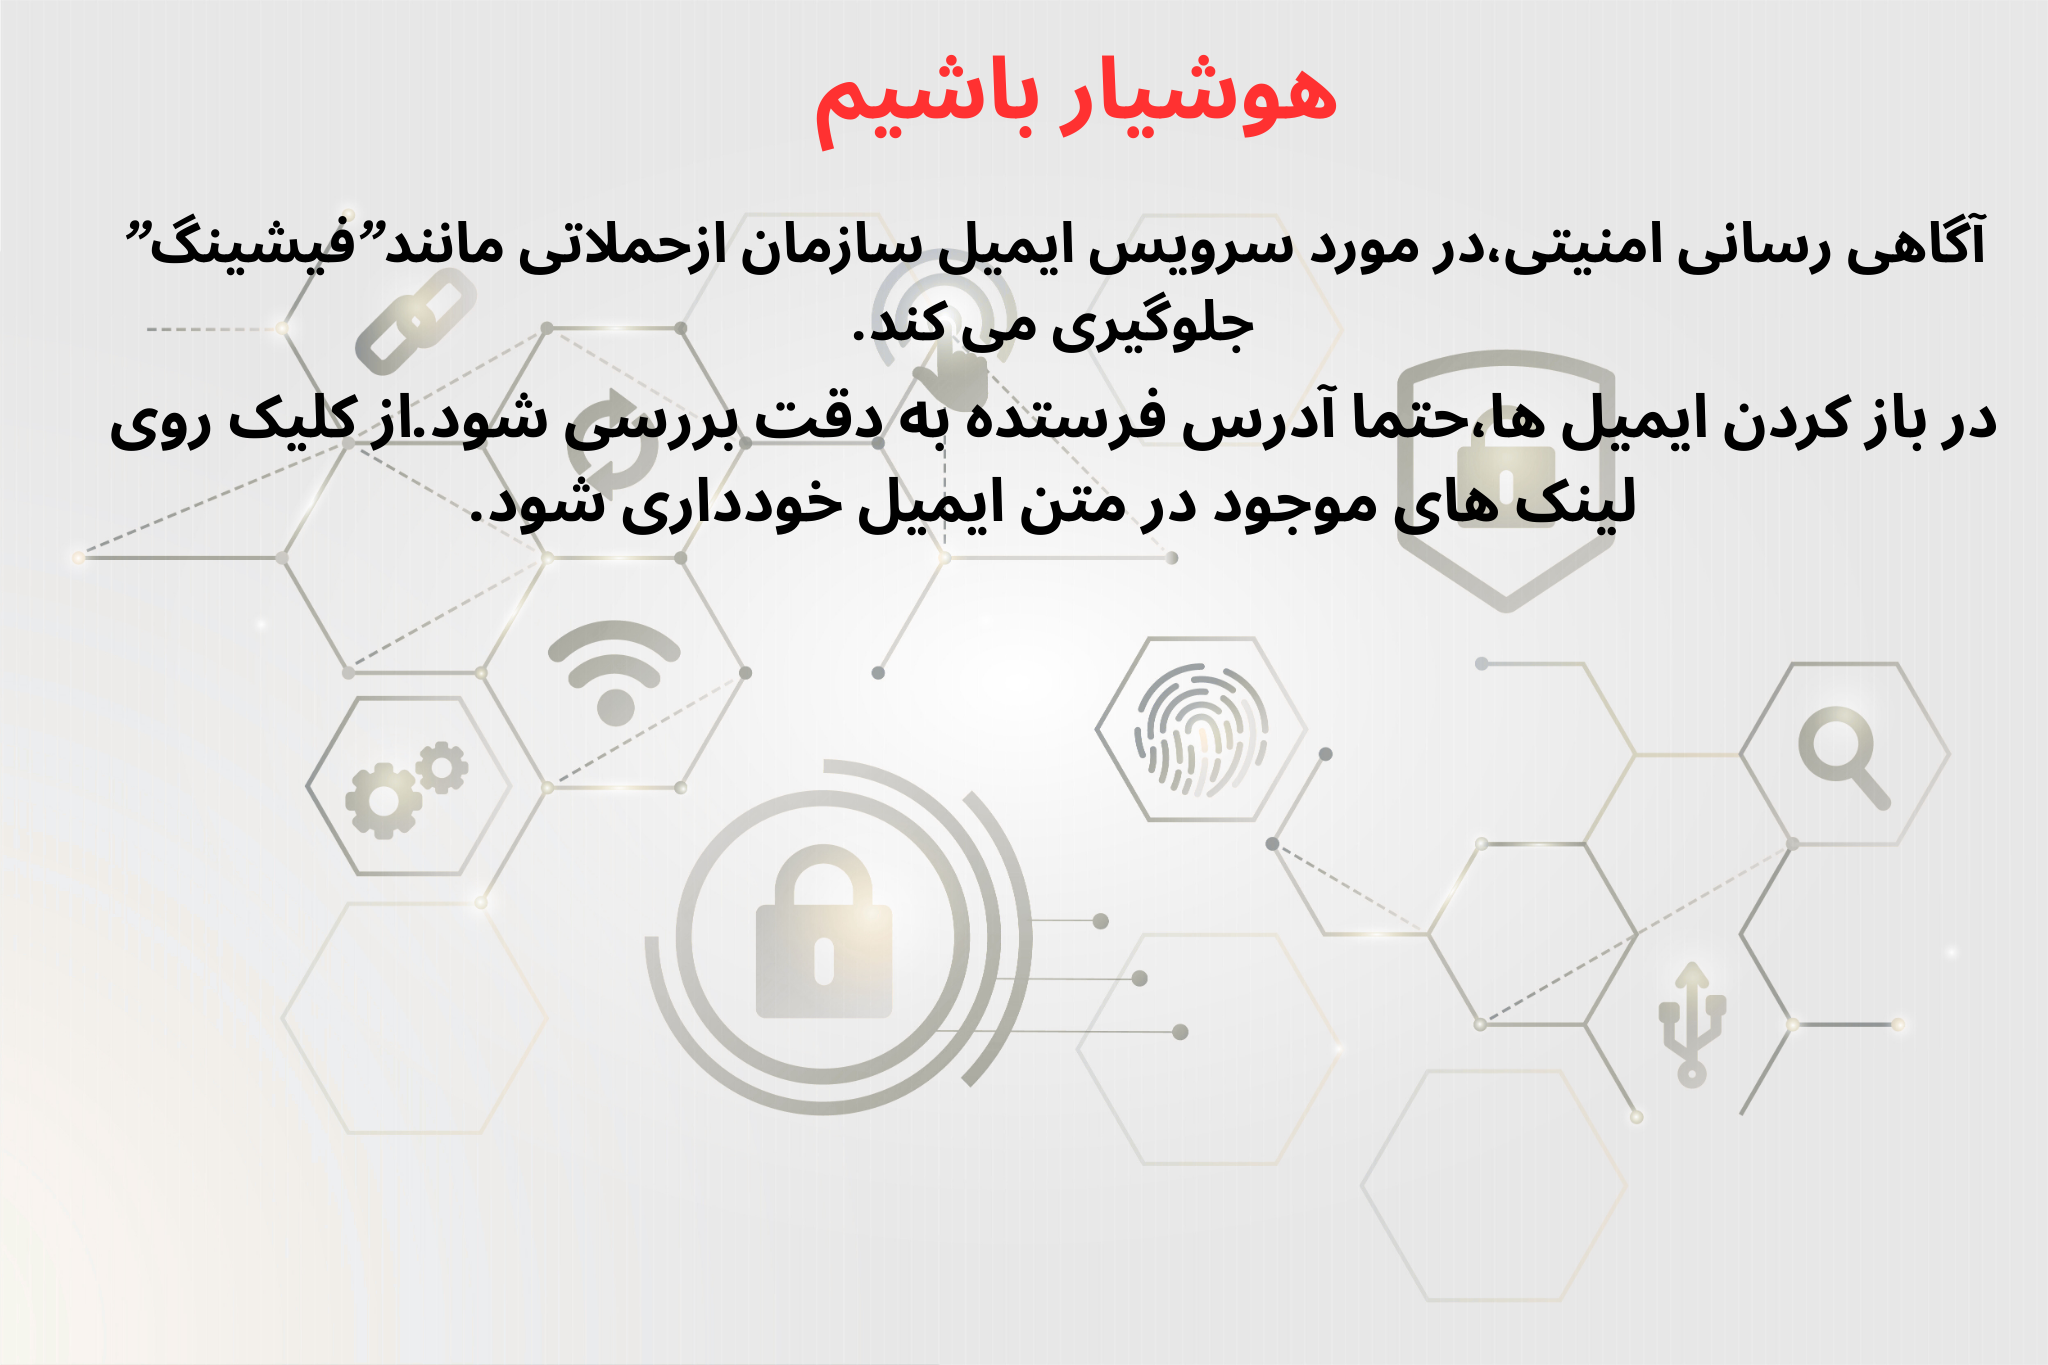 هوشیار باشیم
آگاهی رسانی امنیتی،در مورد سرویس ایمیل سازمان ازحملاتی مانند”فیشینگ”
جلوگیری می کند.
در باز کردن ایمیل ها،حتما آدرس فرستده به دقت بررسی شود.از کلیک روی
لینک های موجود در متن ایمیل خودداری شود.